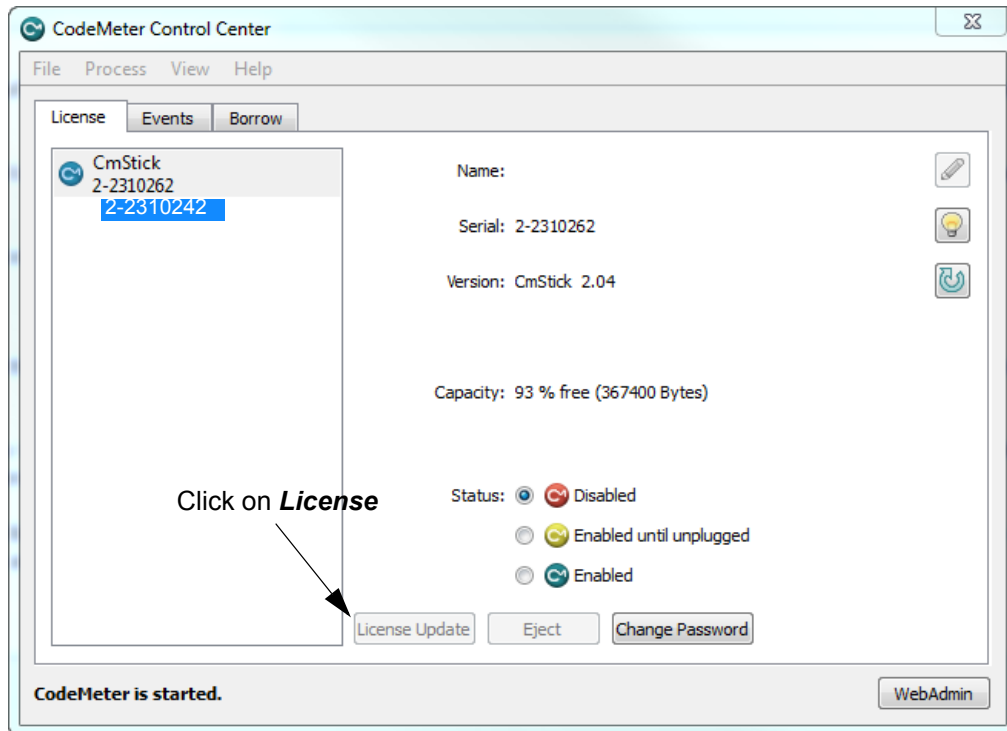 CodeMeter Control Center
File Process View Help
License Events Borrow
CmStick
2-2310262
2-2310242
Name:
Serial: 2-2310262
Version: CmStick 2.04
Capacity: 93 % free (367400 Bytes)
Click on License
Status: Disabled
Enabled until unplugged
Enabled
License Update Eject Change Password
CodeMeter is started.
WebAdmin